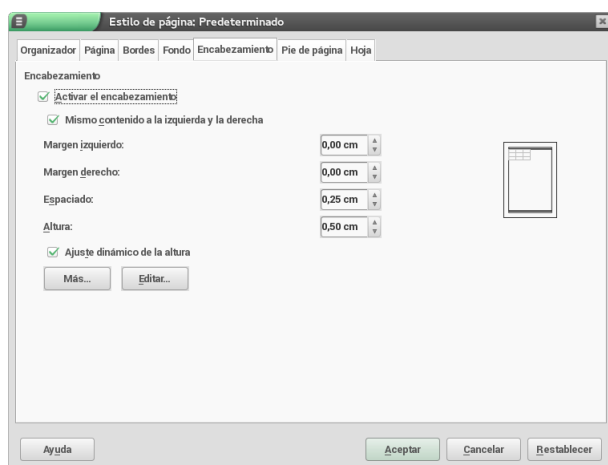 Estilo de página: Predeterminado
Organizador Página Bordes Fondo Encabezamiento Pie de página Hoja
Encabezamiento
Activar el encabezamiento
Mismo contenido a la izquierda y la derecha
Margen izquierdo: 0,00 cm
Margen derecho: 0,00 cm
Espaciado: 0,25 cm
Altura: 0,50 cm
Ajuste dinámico de la altura
Más... Editar...
Ayuda Aceptar Cancelar Restablecer